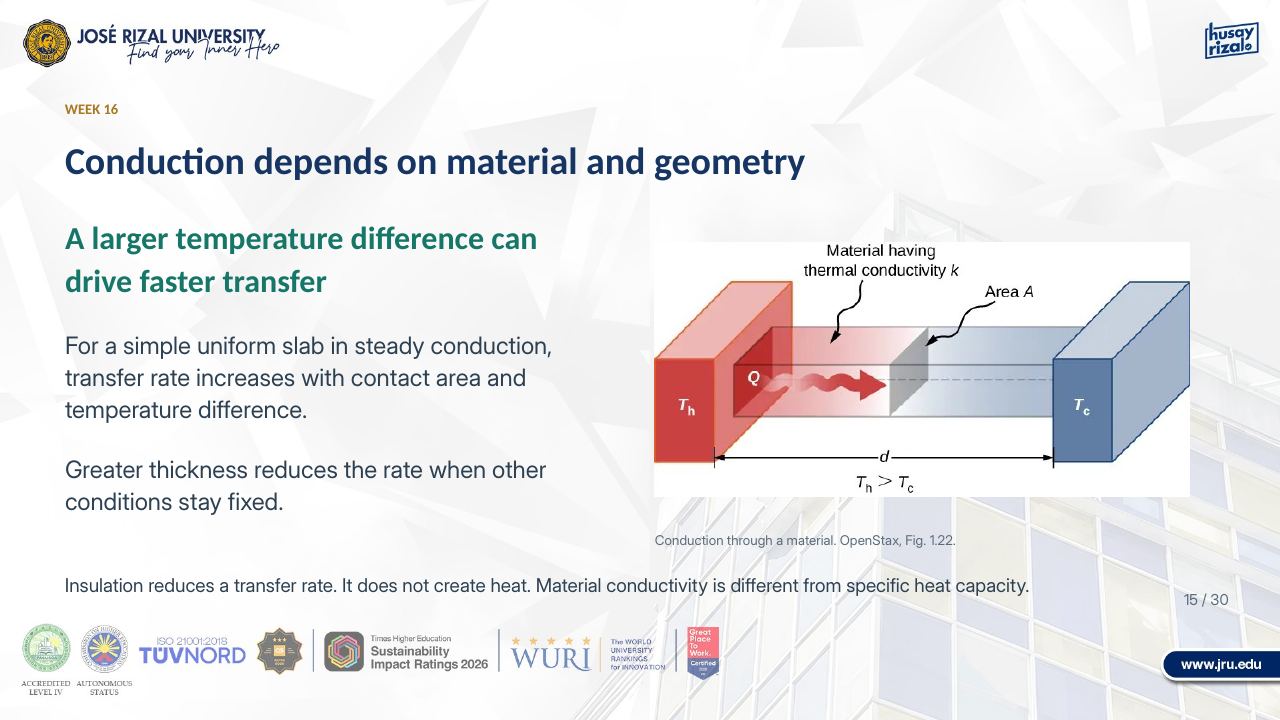 JOSÉ RIZAL UNIVERSITY
Find your Inner Hero
husay
rizal
WEEK 16
Conduction depends on material and geometry
A larger temperature difference can
drive faster transfer
For a simple uniform slab in steady conduction,
transfer rate increases with contact area and
temperature difference.
Greater thickness reduces the rate when other
conditions stay fixed.
Material having
thermal conductivity k
Area A
Q
Th
Tc
d
Th > Tc
Conduction through a material. OpenStax, Fig. 1.22.
Insulation reduces a transfer rate. It does not create heat. Material conductivity is different from specific heat capacity.
15 / 30
ACCREDITED
LEVEL IV
AUTONOMOUS
STATUS
ISO 21001:2018
TÜVNORD
Times Higher Education
Sustainability
Impact Ratings 2026
WURI
The WORLD
UNIVERSITY
RANKINGS
for INNOVATION
Great
Place
To
Work.
Certified
www.jru.edu